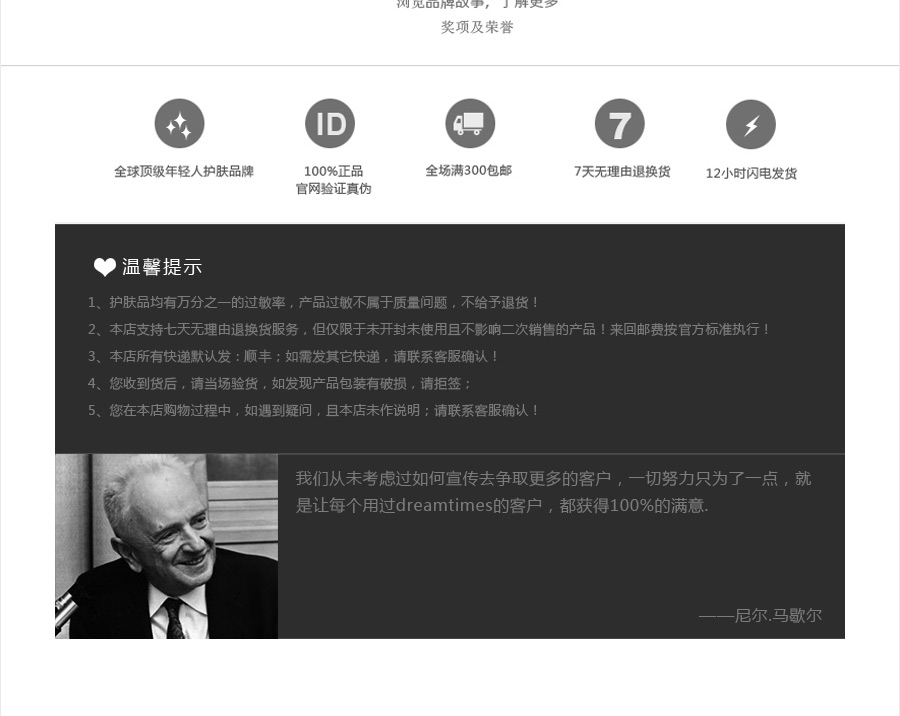 浏览品牌故事，了解更多
奖项及荣誉
ID
7
全球顶级年轻人护肤品牌
100%正品
官网验证真伪
全场满300包邮
7天无理由退换货
12小时闪电发货
温馨提示
1、护肤品均有万分之一的过敏率，产品过敏不属于质量问题，不给予退货！
2、本店支持七天无理由退换货服务，但仅限于未开封未使用且不影响二次销售的产品！来回邮费按官方标准执行！
3、本店所有快递默认发：顺丰；如需发其它快递，请联系客服确认！
4、您收到货后，请当场验货，如发现产品包装有破损，请拒签；
5、您在本店购物过程中，如遇到疑问，且本店未作说明；请联系客服确认！
我们从未考虑过如何宣传去争取更多的客户，一切努力只为了一点，就
是让每个用过dreamtimes的客户，都获得100%的满意.
——尼尔.马歇尔